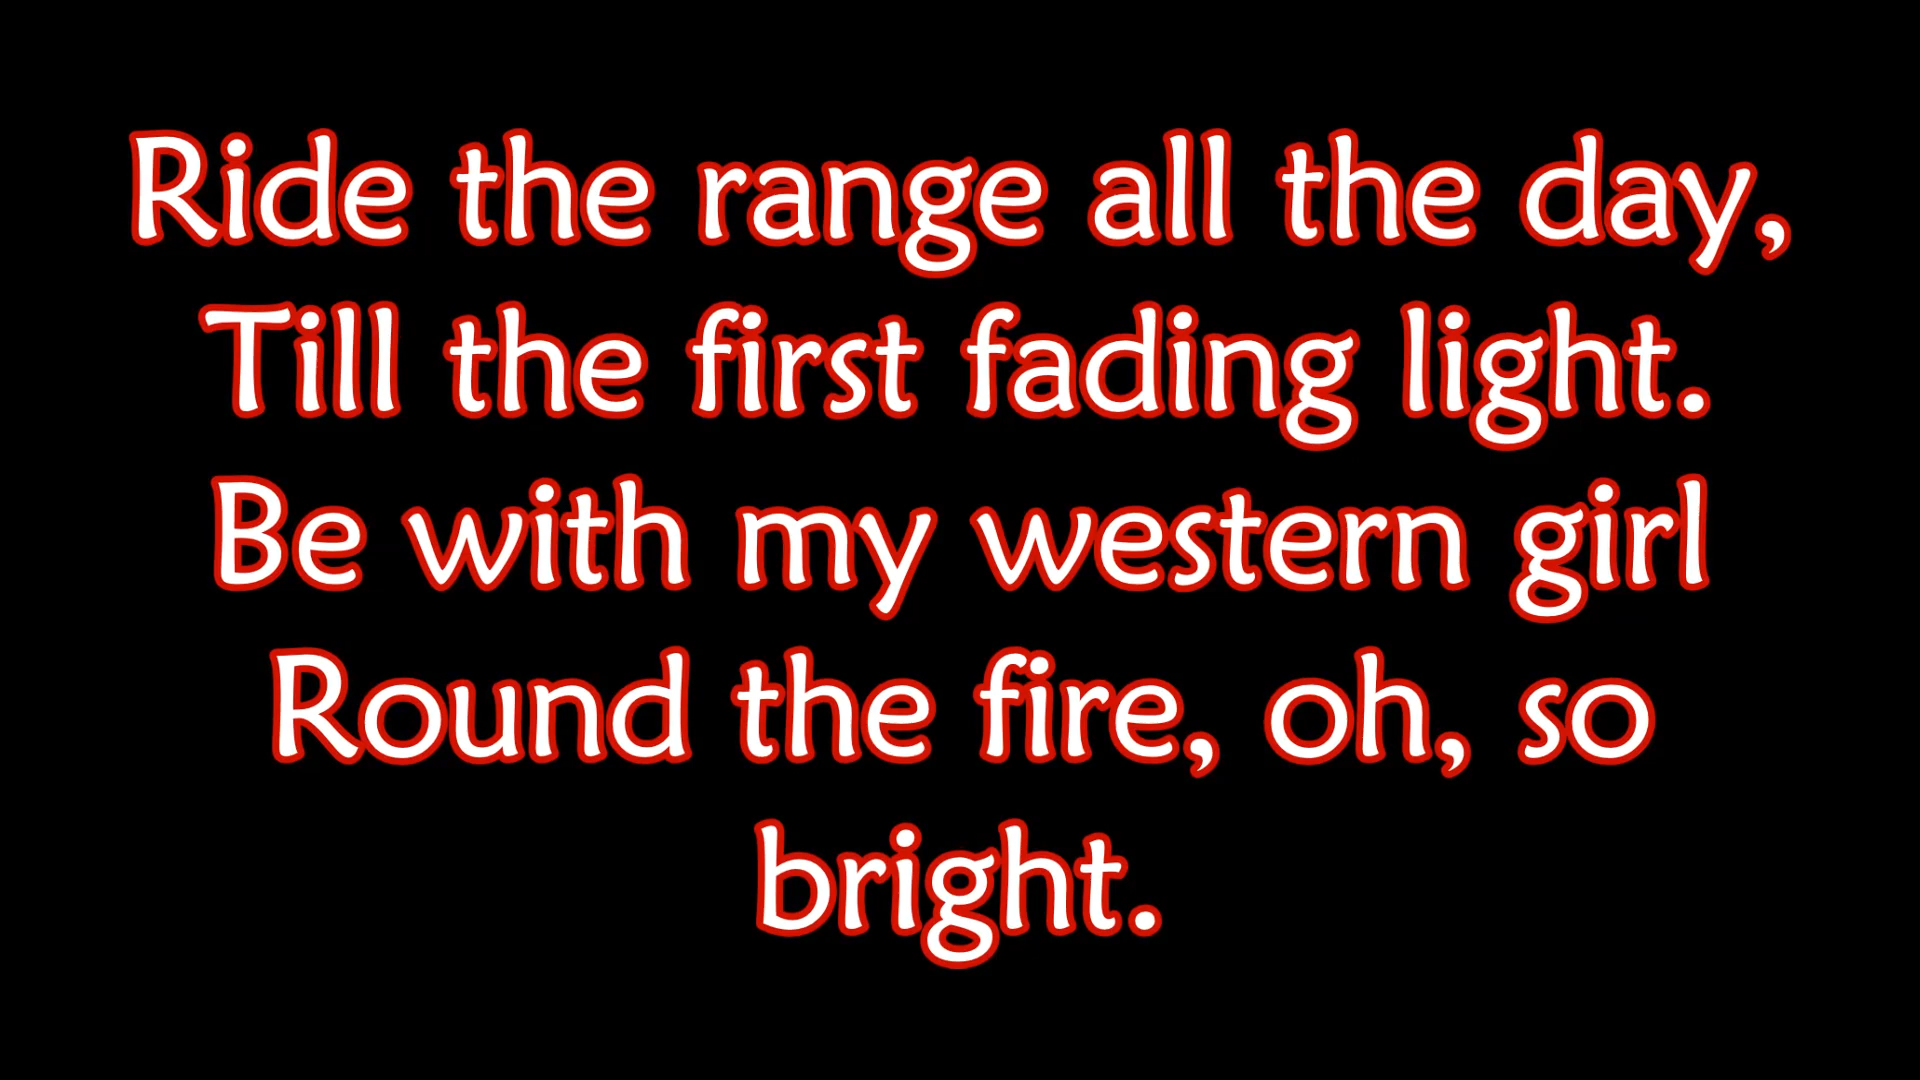 Ride the range all the day,
Till the first fading light.
Be with my western girl
Round the fire, oh, so
bright.